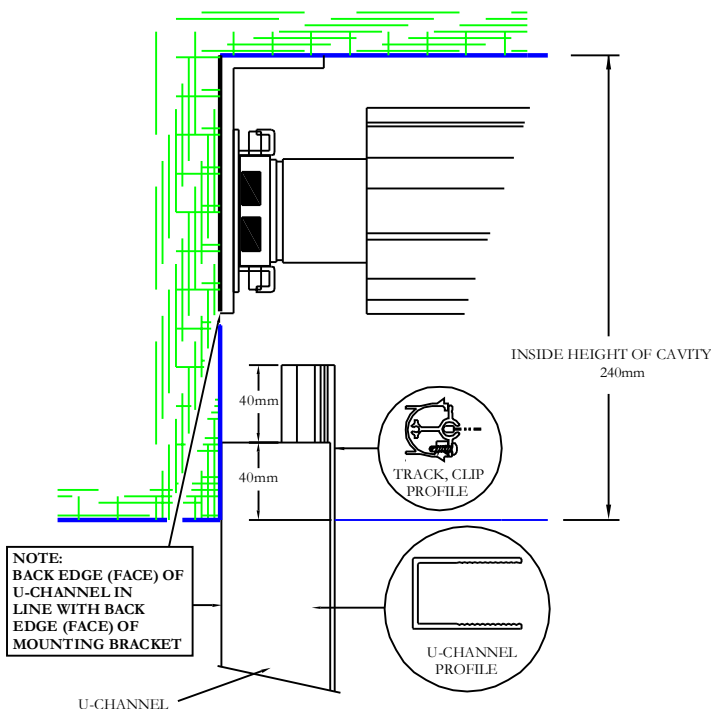 INSIDE HEIGHT OF CAVITY
240mm
40mm
40mm
TRACK, CLIP
PROFILE
NOTE:
BACK EDGE (FACE) OF
U-CHANNEL IN
LINE WITH BACK
EDGE (FACE) OF
MOUNTING BRACKET
U-CHANNEL
PROFILE
U-CHANNEL